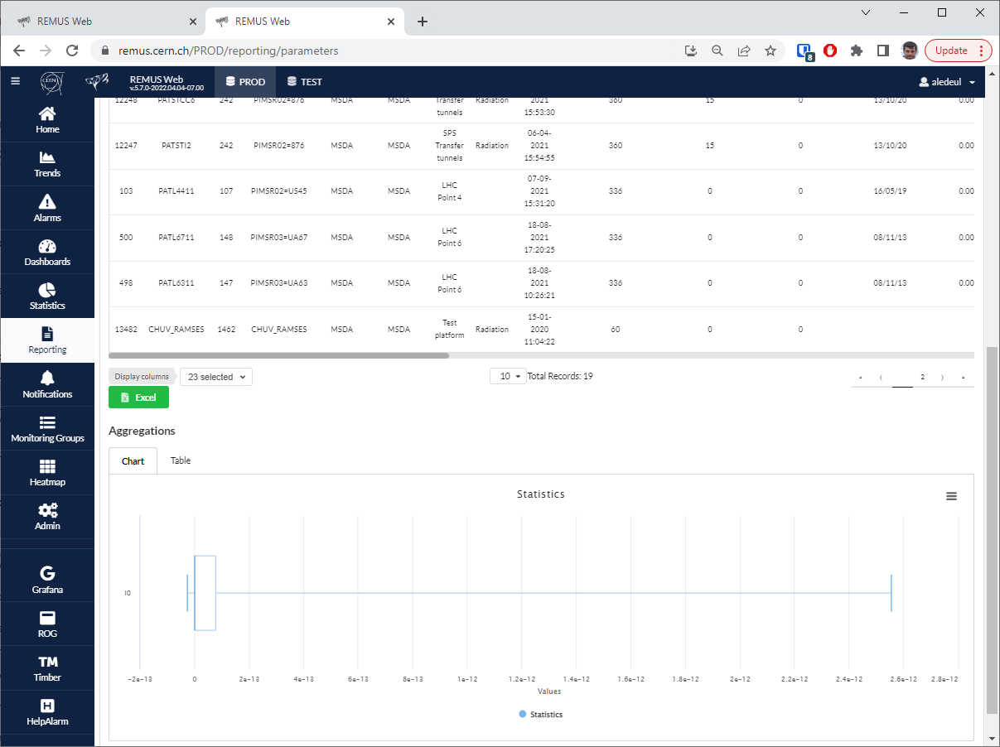 REMUS Web
REMUS Web
remus.cern.ch/PROD/reporting/parameters
8
Update
CERN
REMUS Web
v.5.7.0-2022.04.04-07.00
PROD
TEST
aledeul
Home
Trends
Alarms
Dashboards
Statistics
Reporting
Notifications
Monitoring Groups
Heatmap
Admin
Grafana
ROG
TM
Timber
H
HelpAlarm
12248 PATSTCC6 242 PIMSR02=876 MSDA MSDA Transfer tunnels Radiation 2021 15:53:30 360 15 0 13/10/20 0.00
12247 PATSTI2 242 PIMSR02=876 MSDA MSDA SPS Transfer tunnels Radiation 06-04-2021 15:54:55 360 15 0 13/10/20 0.00
103 PATL4411 107 PIMSR02=US45 MSDA MSDA LHC Point 4 07-09-2021 15:31:20 336 0 0 16/05/19 0.00
500 PATL6711 148 PIMSR03=UA67 MSDA MSDA LHC Point 6 18-08-2021 17:20:25 336 0 0 08/11/13 0.00
498 PATL6311 147 PIMSR03=UA63 MSDA MSDA LHC Point 6 18-08-2021 10:26:21 336 0 0 08/11/13 0.00
13482 CHUV_RAMSES 1462 CHUV_RAMSES MSDA MSDA Test platform Radiation 15-01-2020 11:04:22 60 0 0
Display columns 23 selected 10 Total Records: 19 2
Excel
Aggregations
Chart Table
Statistics
I0
-2e-13 0 2e-13 4e-13 6e-13 8e-13 1e-12 1.2e-12 1.4e-12 1.6e-12 1.8e-12 2e-12 2.2e-12 2.4e-12 2.6e-12 2.8e-12
Values
Statistics